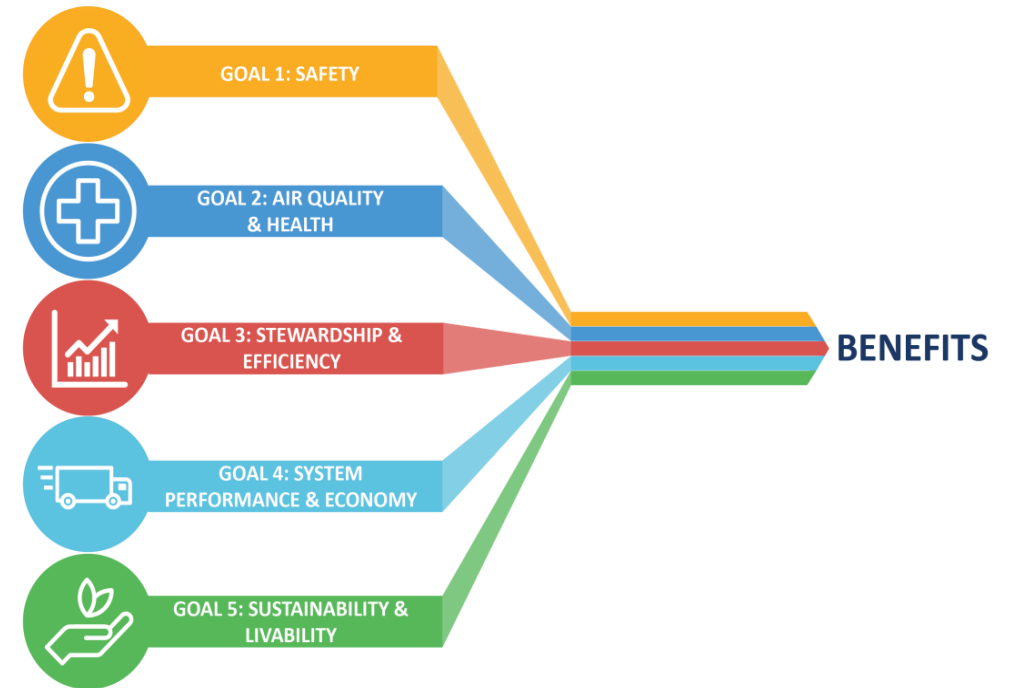 GOAL 1: SAFETY
GOAL 2: AIR QUALITY
& HEALTH
GOAL 3: STEWARDSHIP &
EFFICIENCY
GOAL 4: SYSTEM
PERFORMANCE & ECONOMY
GOAL 5: SUSTAINABILITY &
LIVABILITY
BENEFITS